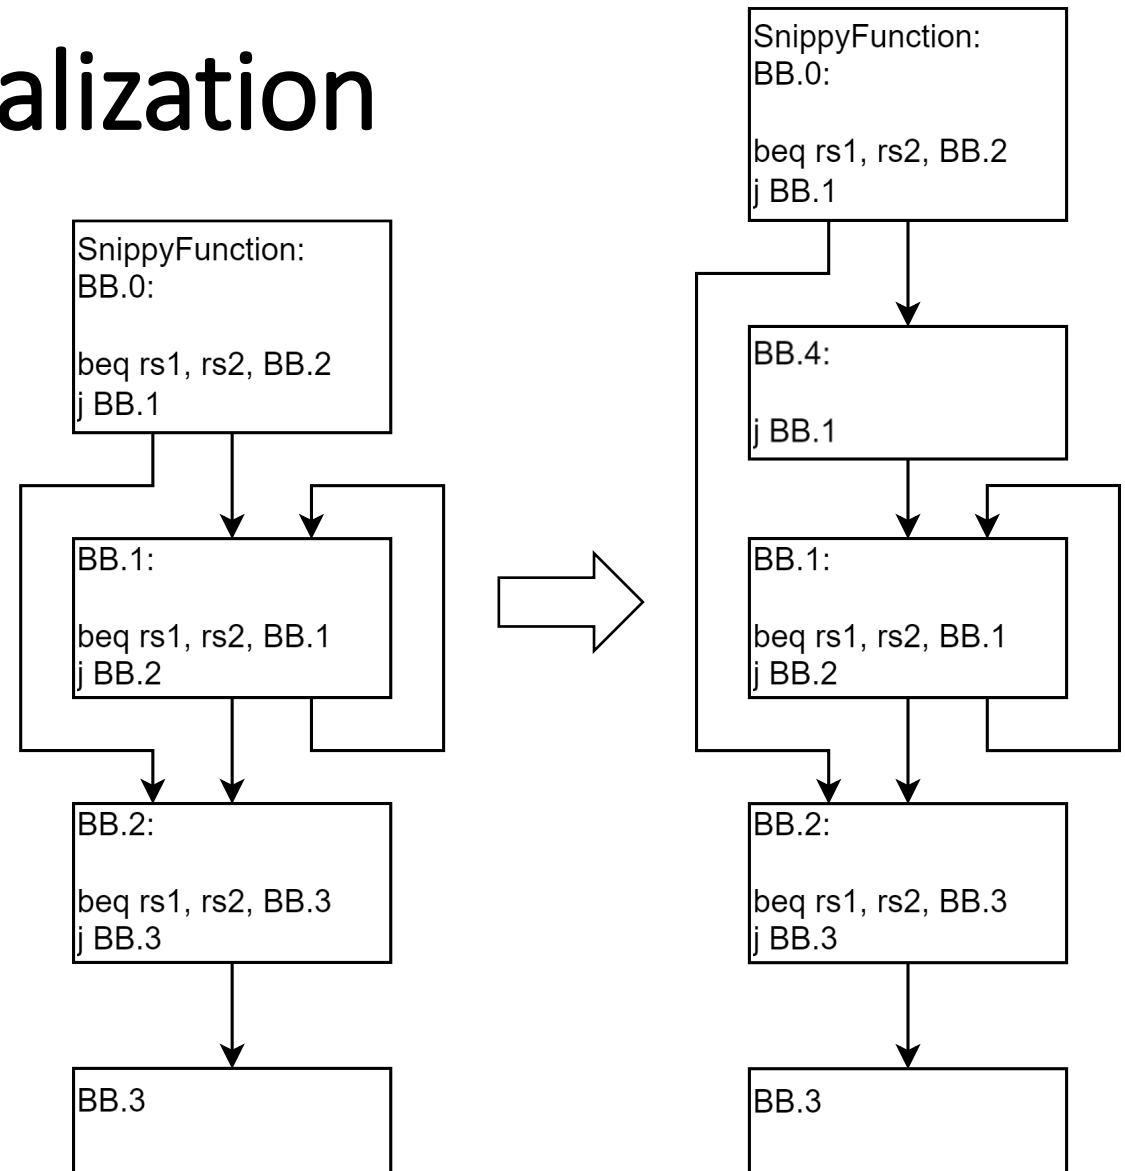 alization
SnippyFunction:
BB.0:
beq rs1, rs2, BB.2
j BB.1
BB.1:
beq rs1, rs2, BB.1
j BB.2
BB.2:
beq rs1, rs2, BB.3
j BB.3
BB.3
SnippyFunction:
BB.0:
beq rs1, rs2, BB.2
j BB.1
BB.4:
j BB.1
BB.1:
beq rs1, rs2, BB.1
j BB.2
BB.2:
beq rs1, rs2, BB.3
j BB.3
BB.3